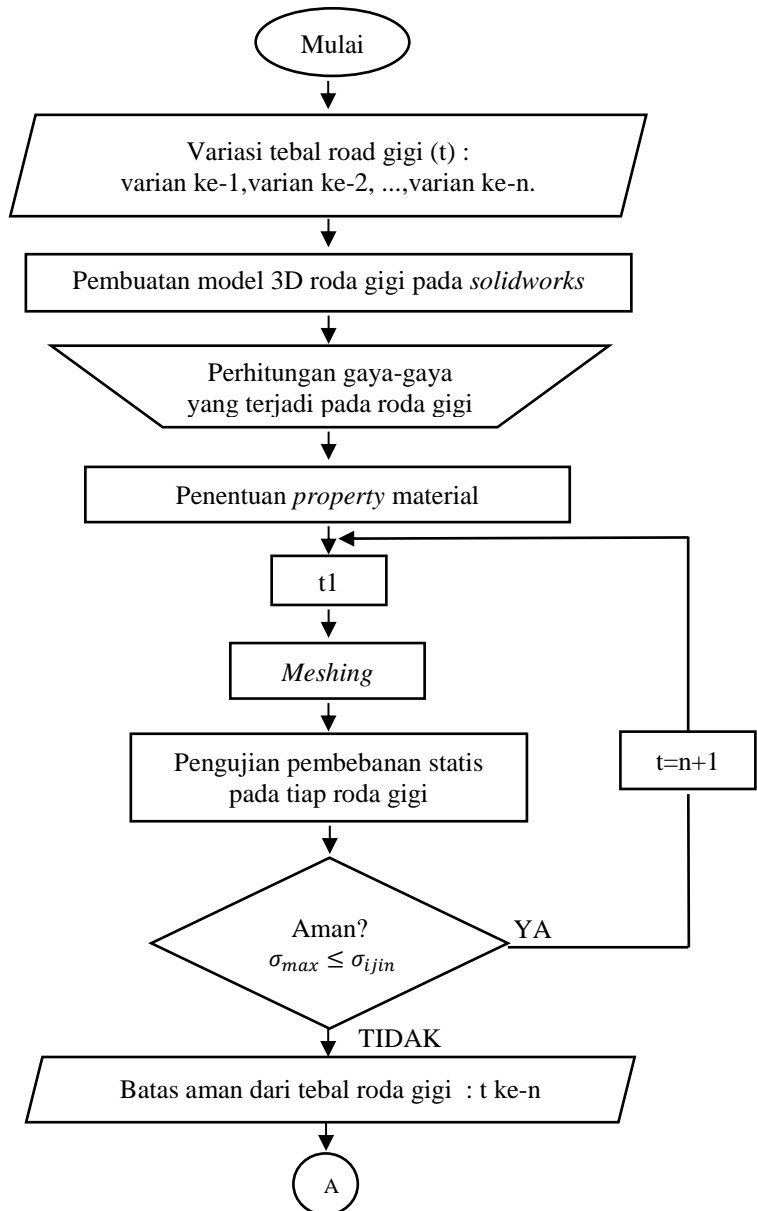 Mulai
Variasi tebal road gigi (t) :
varian ke-1,varian ke-2, ...,varian ke-n.
Pembuatan model 3D roda gigi pada solidworks
Perhitungan gaya-gaya
yang terjadi pada roda gigi
Penentuan property material
t1
Meshing
Pengujian pembebanan statis
pada tiap roda gigi
t=n+1
Aman?
σmax ≤ σijin
YA
TIDAK
Batas aman dari tebal roda gigi : t ke-n
A